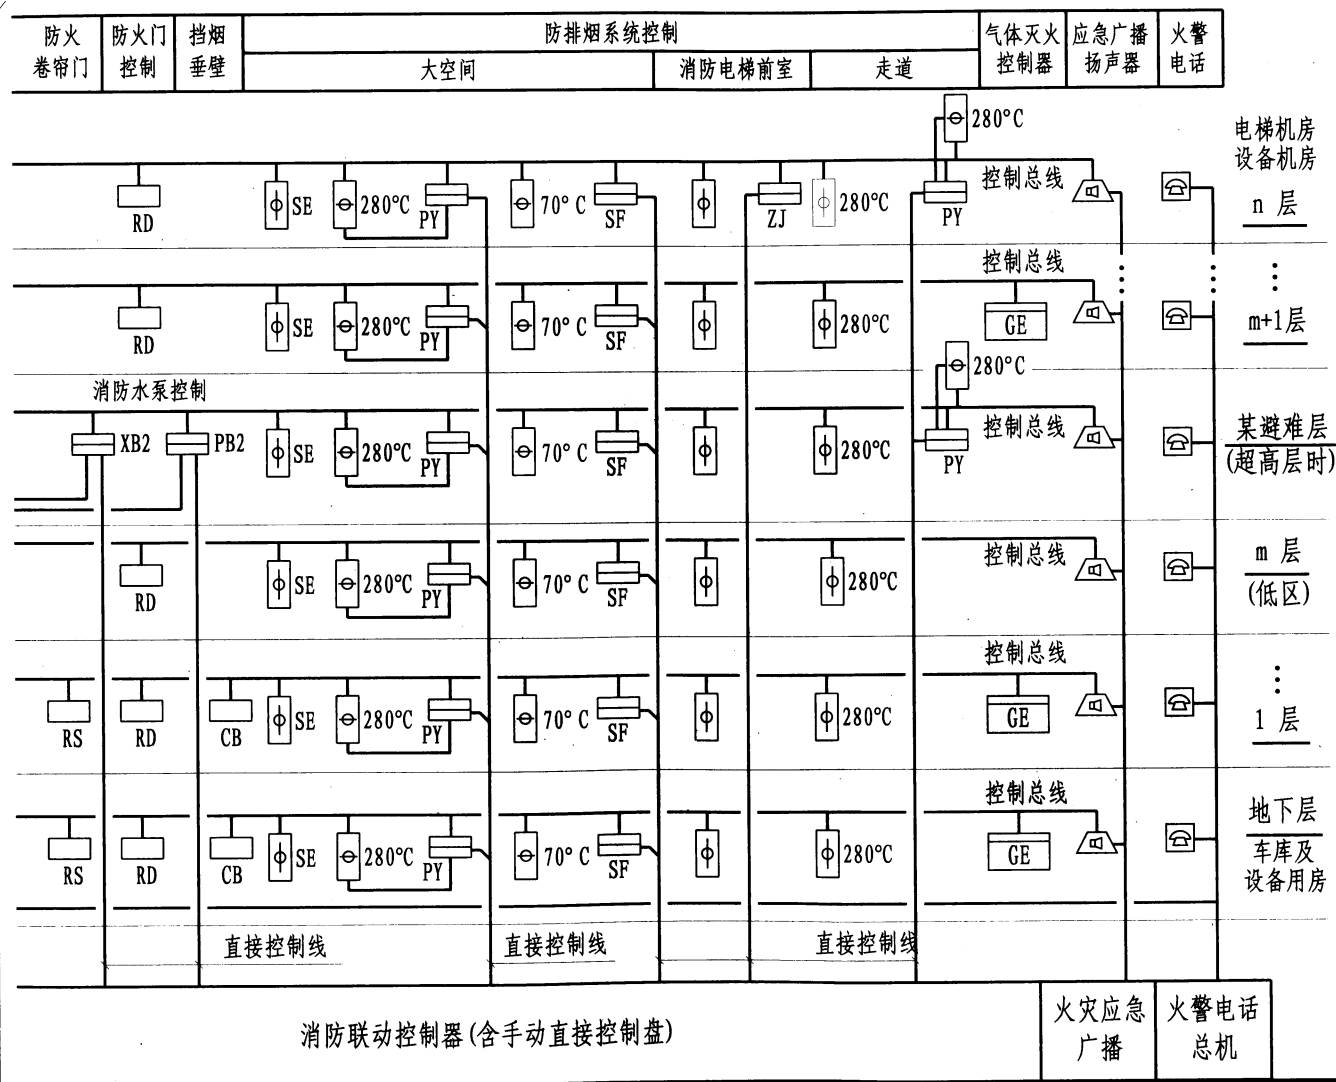 防火
卷帘门
防火门
控制
挡烟
垂壁
防排烟系统控制
大空间
消防电梯前室
走道
气体灭火
控制器
应急广播
扬声器
火警
电话
280°C
电梯机房
设备机房
n 层
控制总线
RD
SE
280°C
PY
70° C
SF
ZJ
280°C
PY
控制总线
RD
SE
280°C
PY
70° C
SF
280°C
GE
m+1层
280°C
消防水泵控制
XB2
PB2
SE
280°C
PY
70° C
SF
280°C
PY
控制总线
某避难层
(超高层时)
RD
SE
280°C
PY
70° C
SF
280°C
控制总线
m 层
(低区)
控制总线
RS
RD
CB
SE
280°C
PY
70° C
SF
280°C
GE
1 层
控制总线
RS
RD
CB
SE
280°C
PY
70° C
SF
280°C
GE
地下层
车库及
设备用房
直接控制线
直接控制线
直接控制线
消防联动控制器(含手动直接控制盘)
火灾应急
广播
火警电话
总机